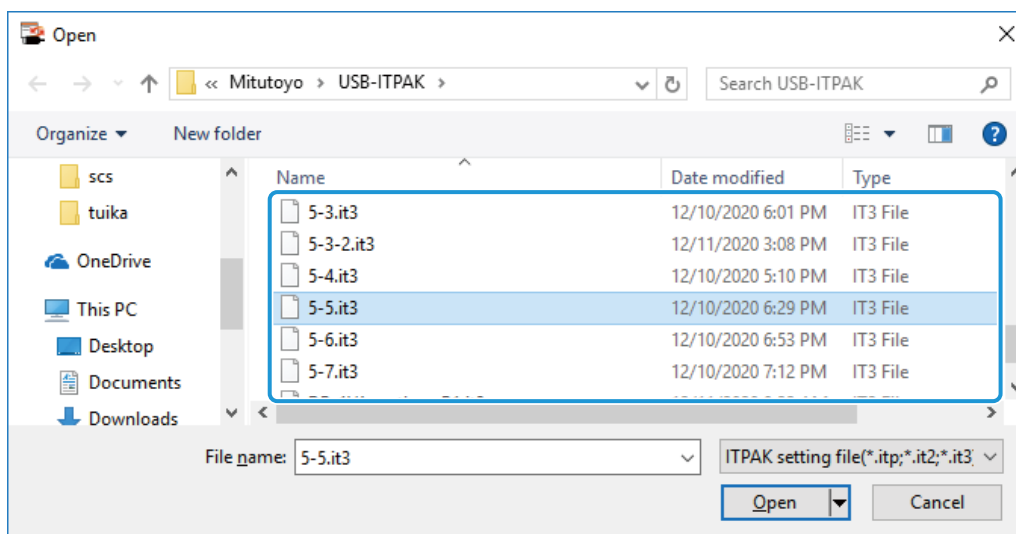 Open
« Mitutoyo > USB-ITPAK >
Search USB-ITPAK
Organize
New folder
scs
tuika
OneDrive
This PC
Desktop
Documents
Downloads
Name Date modified Type
5-3.it3 12/10/2020 6:01 PM IT3 File
5-3-2.it3 12/11/2020 3:08 PM IT3 File
5-4.it3 12/10/2020 5:10 PM IT3 File
5-5.it3 12/10/2020 6:29 PM IT3 File
5-6.it3 12/10/2020 6:53 PM IT3 File
5-7.it3 12/10/2020 7:12 PM IT3 File
File name: 5-5.it3
ITPAK setting file(*.itp;*.it2;*.it3
Open Cancel